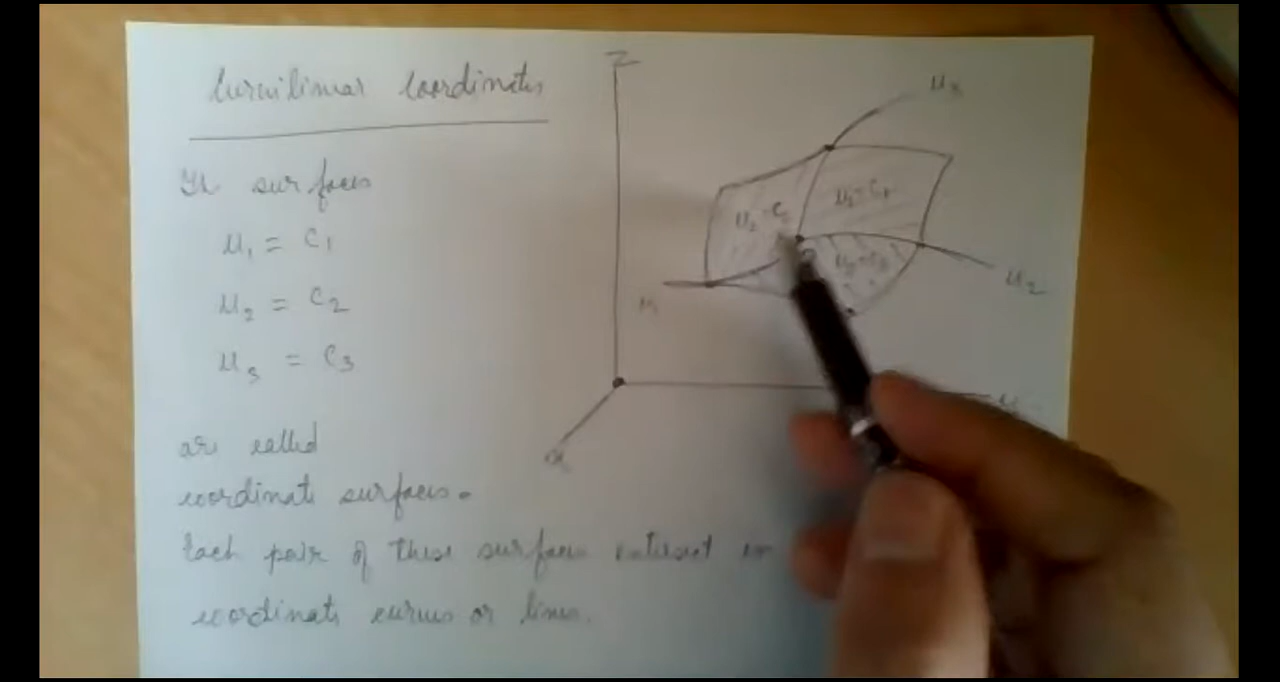 Curvilinear Coordinates
The surfaces
u₁ = c₁
u₂ = c₂
u₃ = c₃
are called
coordinate surfaces.
Each pair of these surfaces intersect in
coordinate curves or lines.
z
u₃
u₂ = c₂
u₁ = c₁
u₃ = c₃
u₂
u₁
y
x